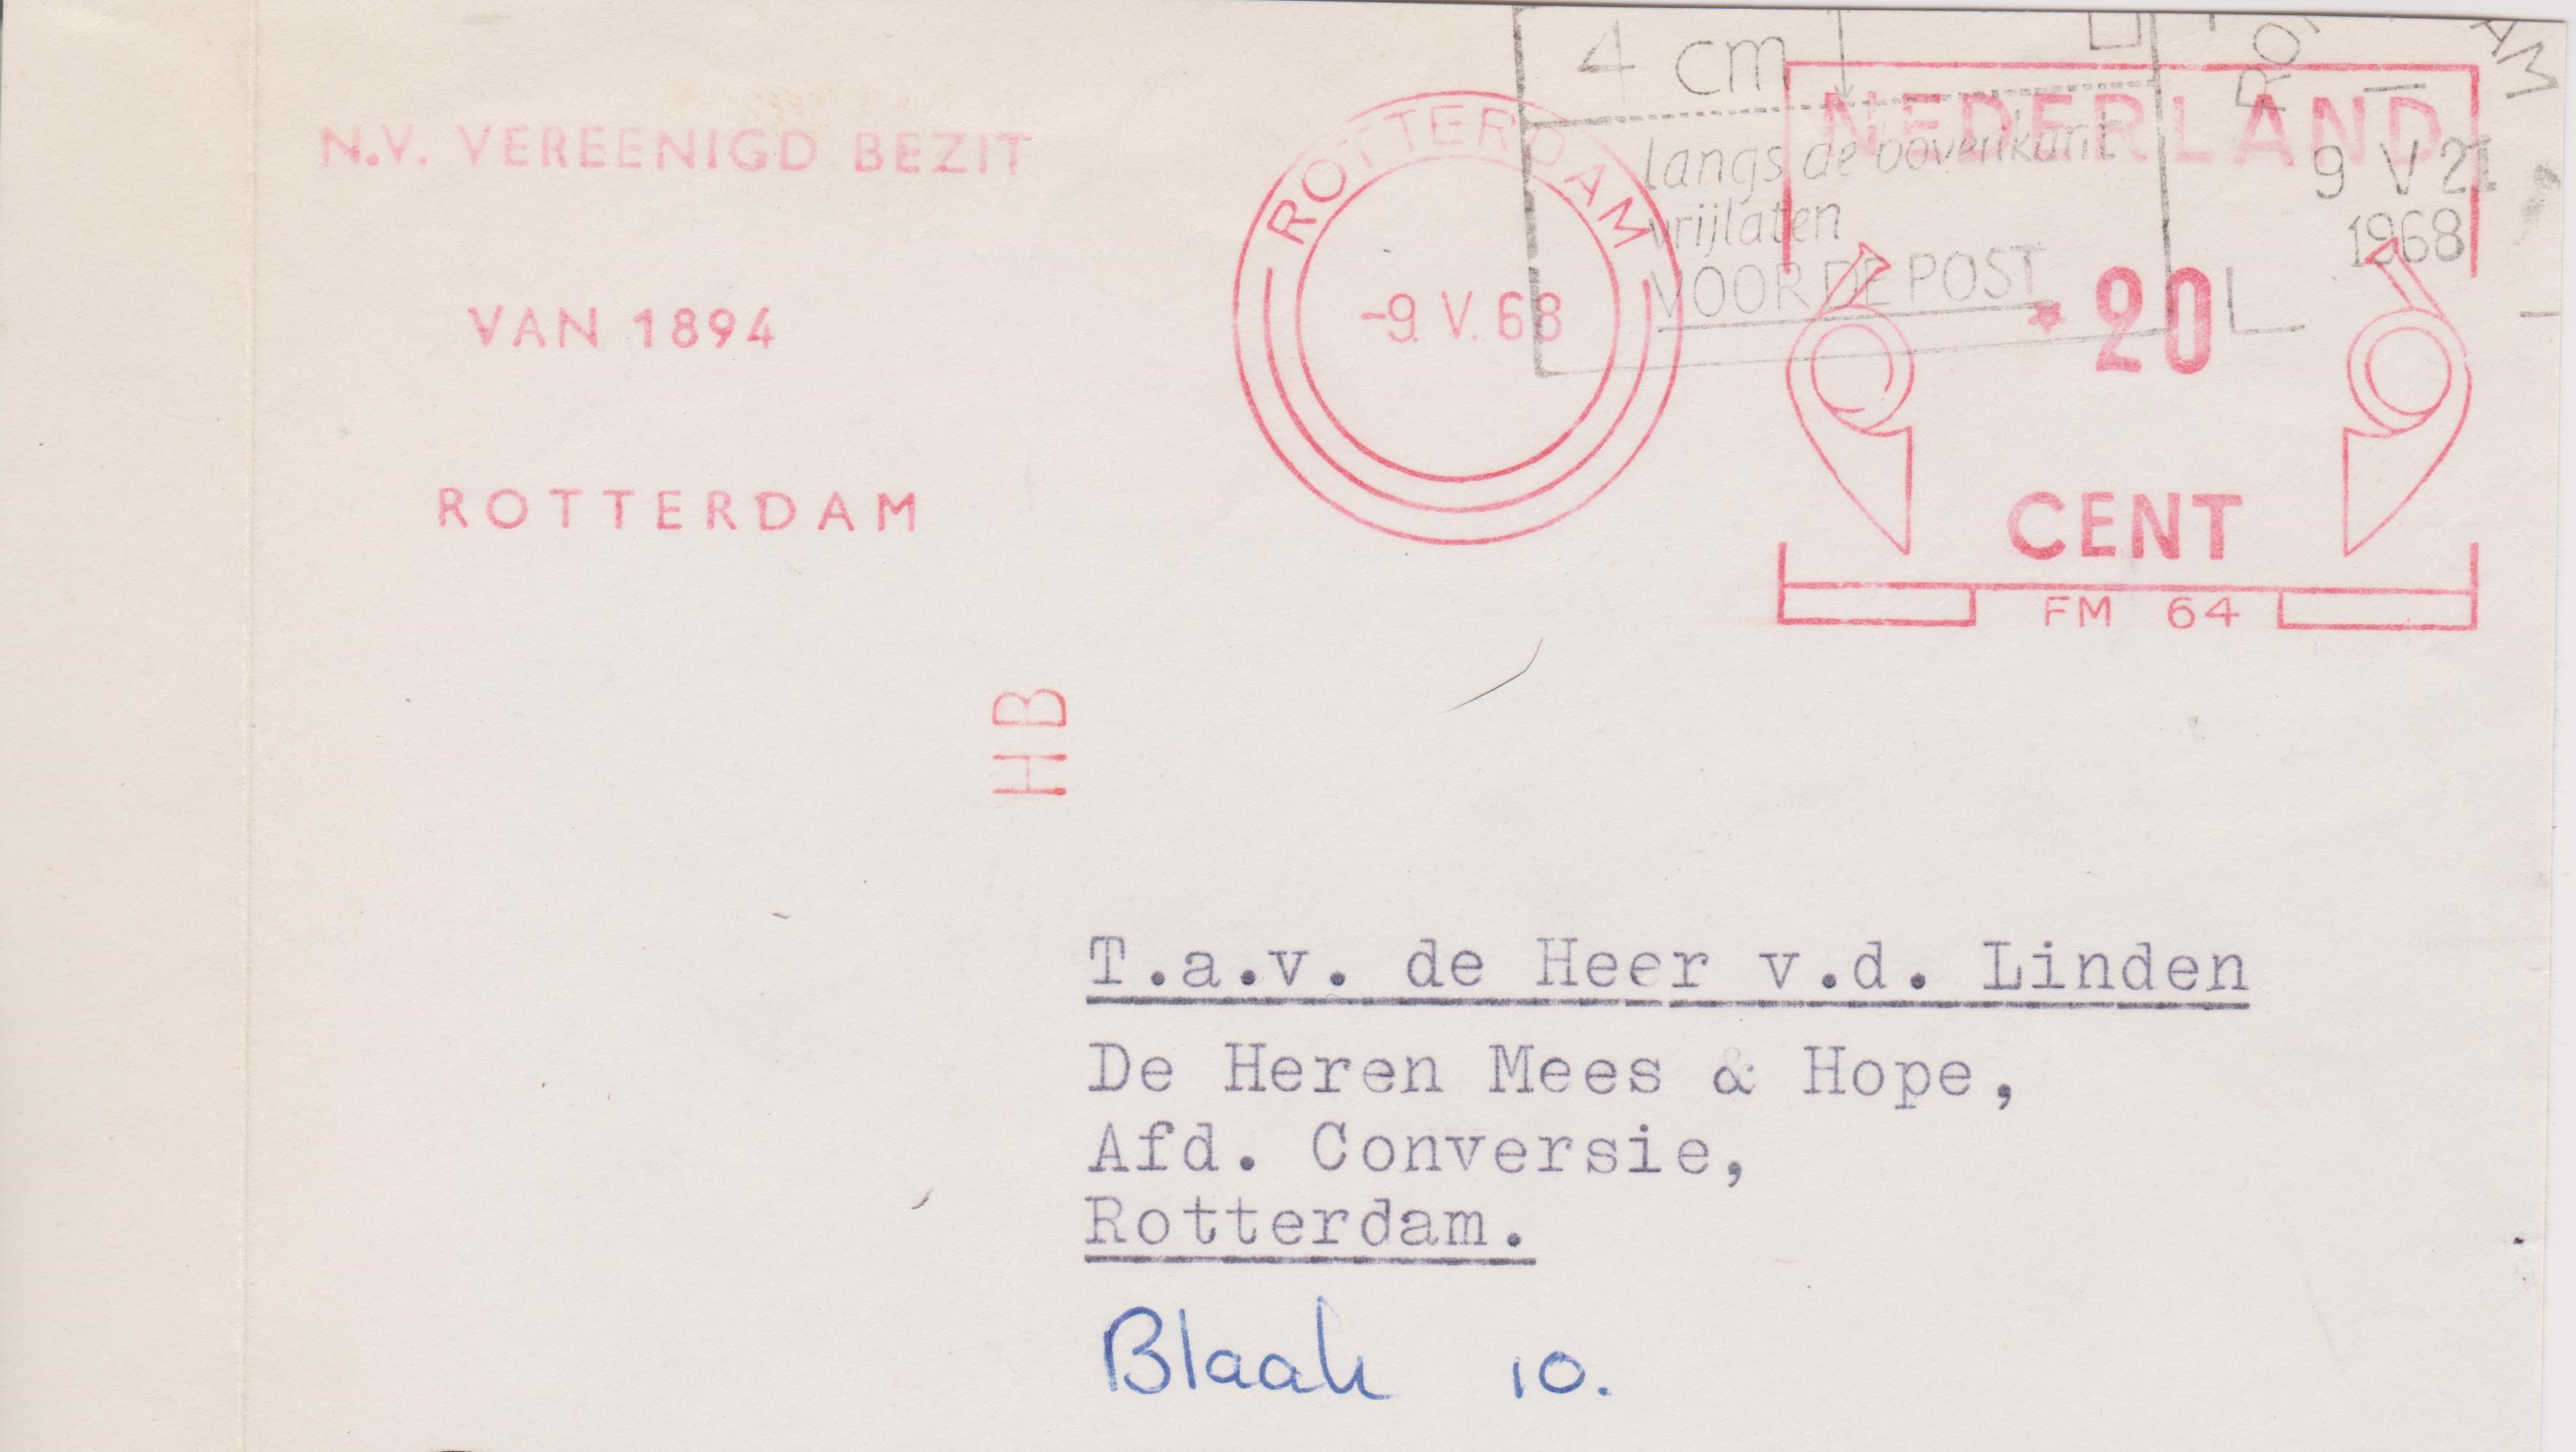 N.V. VEREENIGD BEZIT
VAN 1894
ROTTERDAM
ROTTERDAM
-9. V. 68
4 cm
langs de bovenkant
vrijlaten
VOOR DE POST
NEDERLAND
* 20
CENT
FM 64
9 V 21
1968
HB
T.a.v. de Heer v.d. Linden
De Heren Mees & Hope,
Afd. Conversie,
Rotterdam.
Blaak 10.